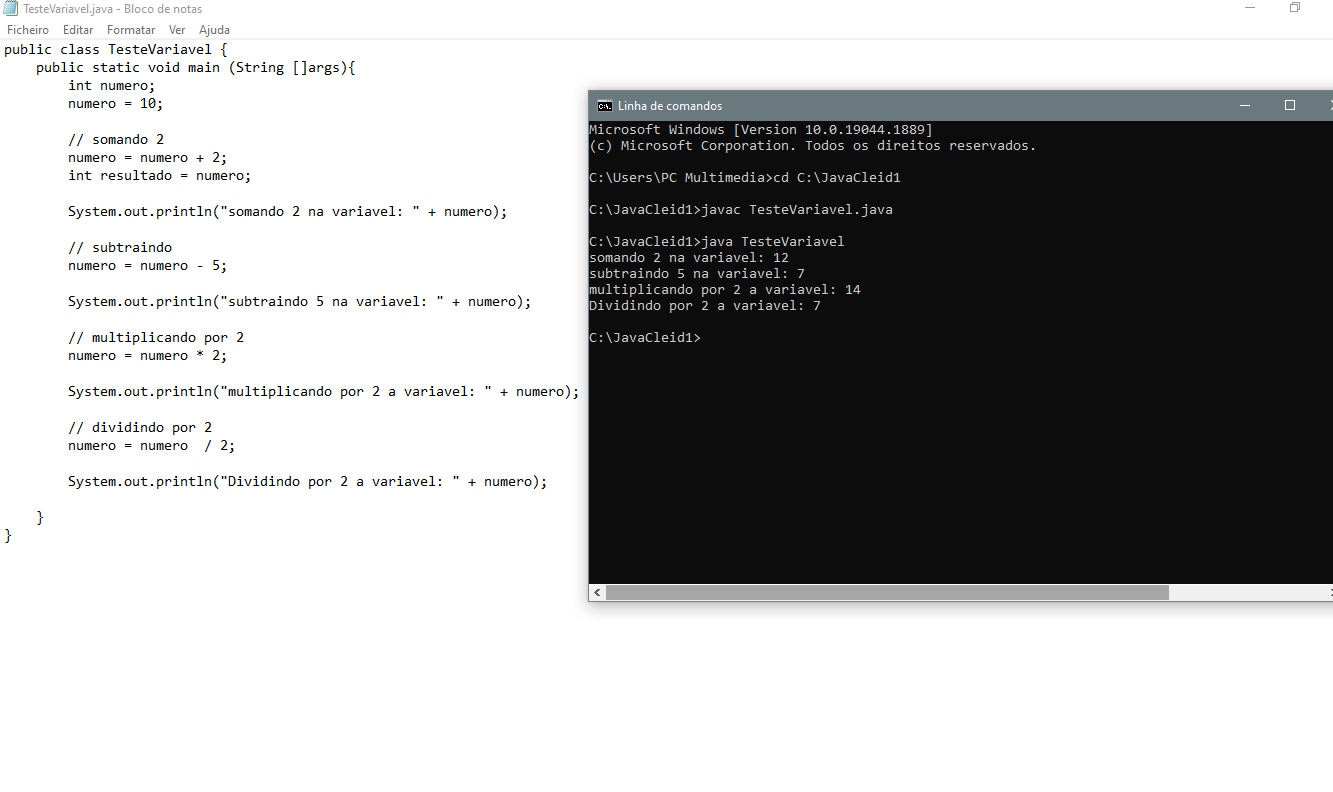 TesteVariavel.java - Bloco de notas
Ficheiro Editar Formatar Ver Ajuda
public class TesteVariavel {
    public static void main (String []args){
        int numero;
        numero = 10;

        // somando 2
        numero = numero + 2;
        int resultado = numero;

        System.out.println("somando 2 na variavel: " + numero);

        // subtraindo
        numero = numero - 5;

        System.out.println("subtraindo 5 na variavel: " + numero);

        // multiplicando por 2
        numero = numero * 2;

        System.out.println("multiplicando por 2 a variavel: " + numero);

        // dividindo por 2
        numero = numero  / 2;

        System.out.println("Dividindo por 2 a variavel: " + numero);

    }
}
Linha de comandos
Microsoft Windows [Version 10.0.19044.1889]
(c) Microsoft Corporation. Todos os direitos reservados.

C:\Users\PC Multimedia>cd C:\JavaCleid1

C:\JavaCleid1>javac TesteVariavel.java

C:\JavaCleid1>java TesteVariavel
somando 2 na variavel: 12
subtraindo 5 na variavel: 7
multiplicando por 2 a variavel: 14
Dividindo por 2 a variavel: 7

C:\JavaCleid1>